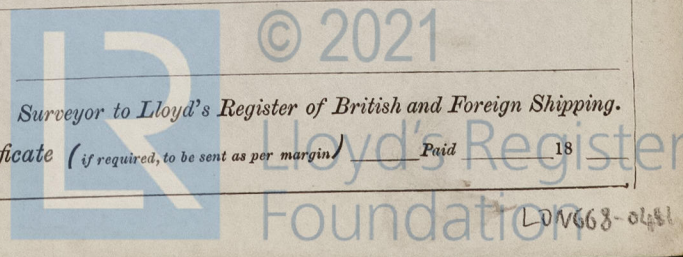 © 2021
LR
Surveyor to Lloyd's Register of British and Foreign Shipping.
ficate (if required, to be sent as per margin) Paid 18
Lloyd's Register
Foundation
LON668-0481